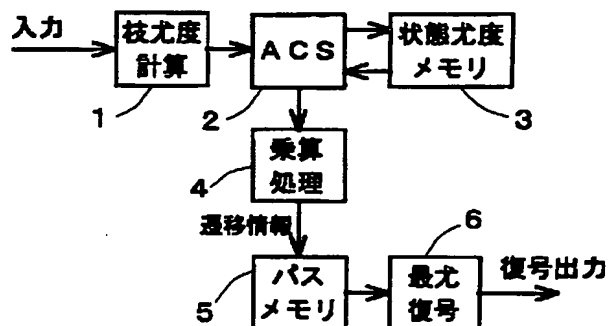 入力
枝尤度
計算
1
ACS
2
状態尤度
メモリ
3
乗算
処理
4
遷移情報
パス
メモリ
5
最尤
復号
6
復号出力